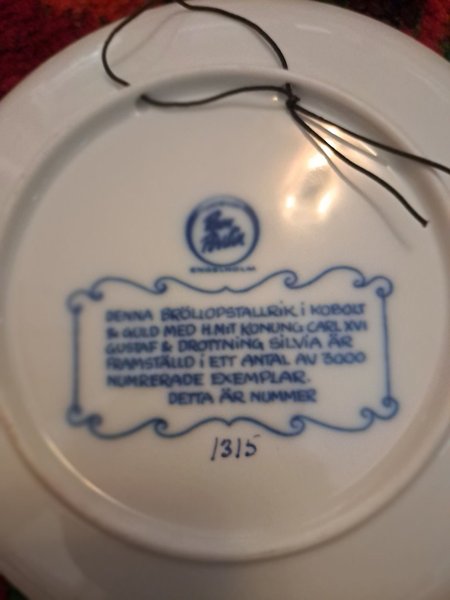 ENGELHOLM
DENNA BRÖLLOPSTALLRIK i KOBOLT
& GULD MED H.M:T KONUNG CARL XVI
GUSTAF & DROTTNING SILVIA ÄR
FRAMSTÄLLD i ETT ANTAL AV 3000
NUMRERADE EXEMPLAR.
DETTA ÄR NUMMER
1315